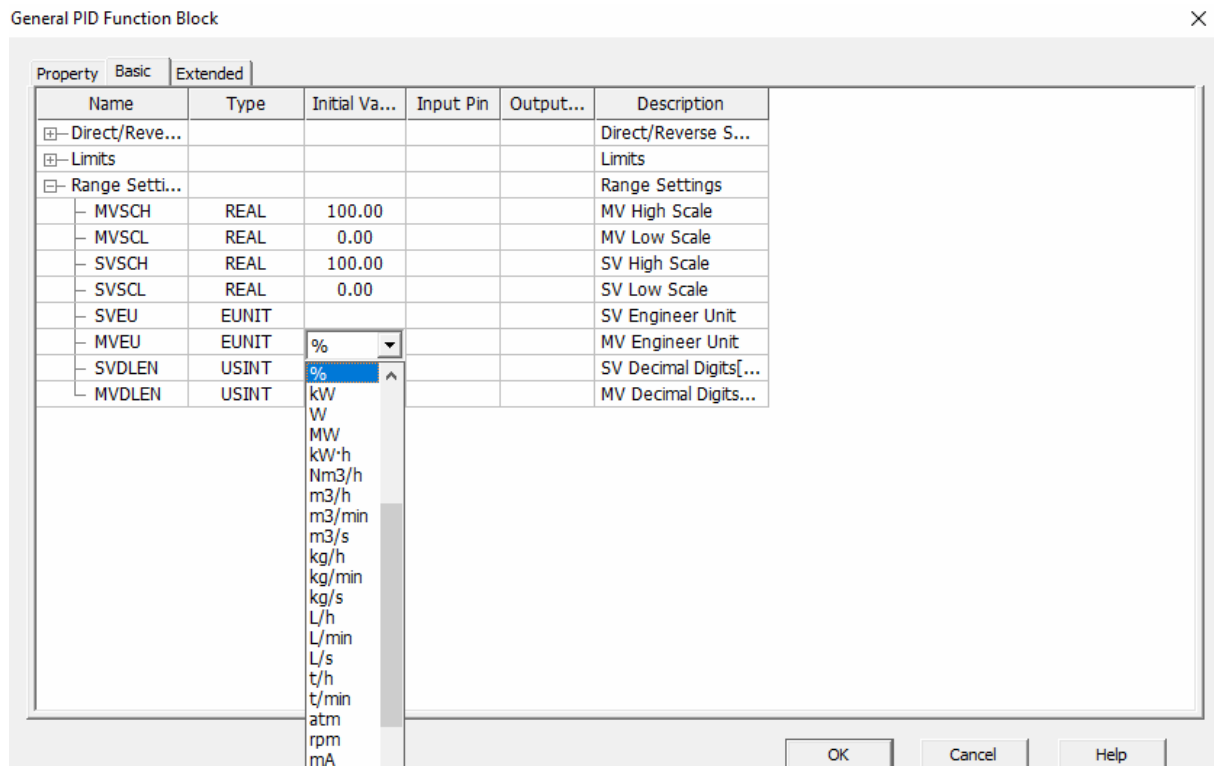 General PID Function Block
Property Basic Extended
Name Type Initial Va... Input Pin Output... Description
Direct/Reve... Direct/Reverse S...
Limits Limits
Range Setti... Range Settings
MVSCH REAL 100.00 MV High Scale
MVSCL REAL 0.00 MV Low Scale
SVSCH REAL 100.00 SV High Scale
SVSCL REAL 0.00 SV Low Scale
SVEU EUNIT SV Engineer Unit
MVEU EUNIT % MV Engineer Unit
SVDLEN USINT SV Decimal Digits[...
MVDLEN USINT MV Decimal Digits...
%
kW
W
MW
kW·h
Nm3/h
m3/h
m3/min
m3/s
kg/h
kg/min
kg/s
L/h
L/min
L/s
t/h
t/min
atm
rpm
mA
OK Cancel Help